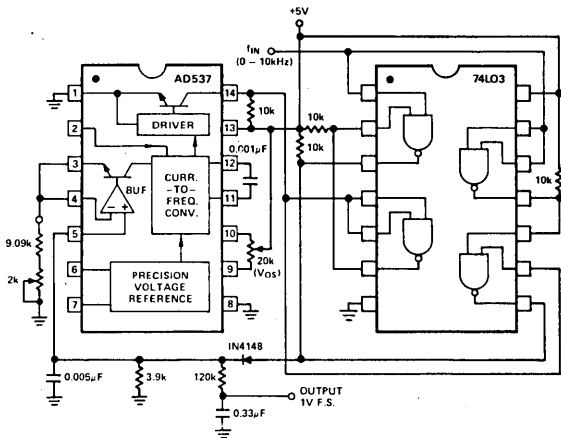 +5V
fIN
(0 – 10kHz)
AD537
74L03
1
14
DRIVER
10k
2
13
10k
10k
3
12
0.001µF
BUF
CURR.
-TO-
FREQ.
CONV.
4
11
10k
– +
5
10
9.09k
20k
(VOS)
6
9
PRECISION
VOLTAGE
REFERENCE
2k
7
8
IN4148
0.005µF
3.9k
120k
OUTPUT
1V F.S.
0.33µF